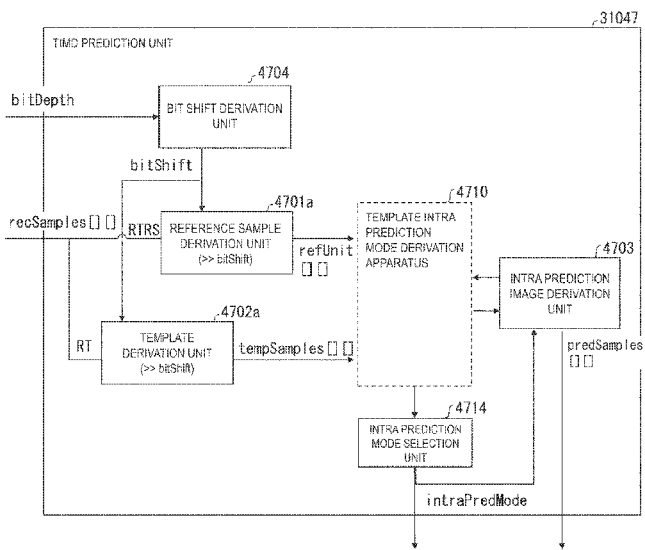 31047
TIMD PREDICTION UNIT
4704
bitDepth
BIT SHIFT DERIVATION
UNIT
bitShift
4701a
4710
recSamples[][]
RTRS
REFERENCE SAMPLE
DERIVATION UNIT
(>> bitShift)
refUnit
[][]
TEMPLATE INTRA
PREDICTION
MODE DERIVATION
APPARATUS
4703
INTRA PREDICTION
IMAGE DERIVATION
UNIT
4702a
RT
TEMPLATE
DERIVATION UNIT
(>> bitShift)
tempSamples[][]
predSamples
[][]
4714
INTRA PREDICTION
MODE SELECTION
UNIT
intraPredMode